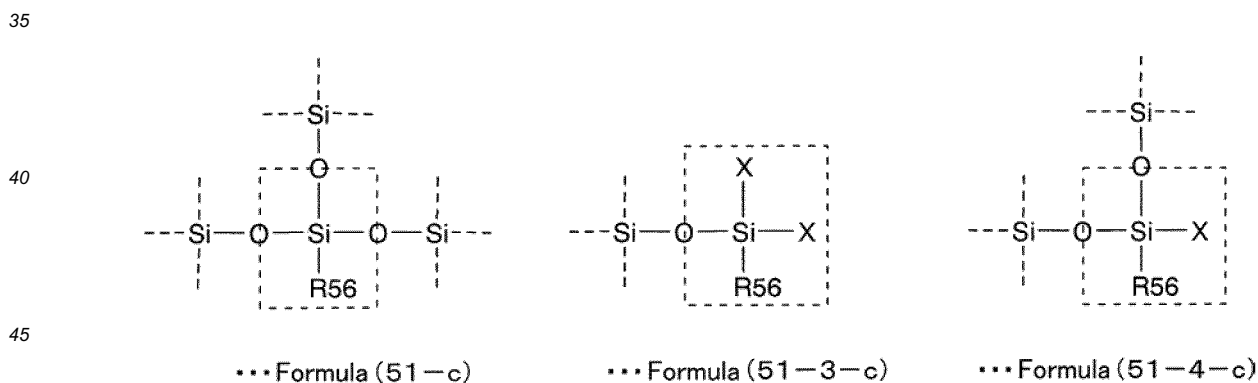 35
Si Si
O X O
40
Si O Si O Si Si O Si X Si O Si X
R56 R56 R56
45
···Formula (51-c) ···Formula (51-3-c) ···Formula (51-4-c)